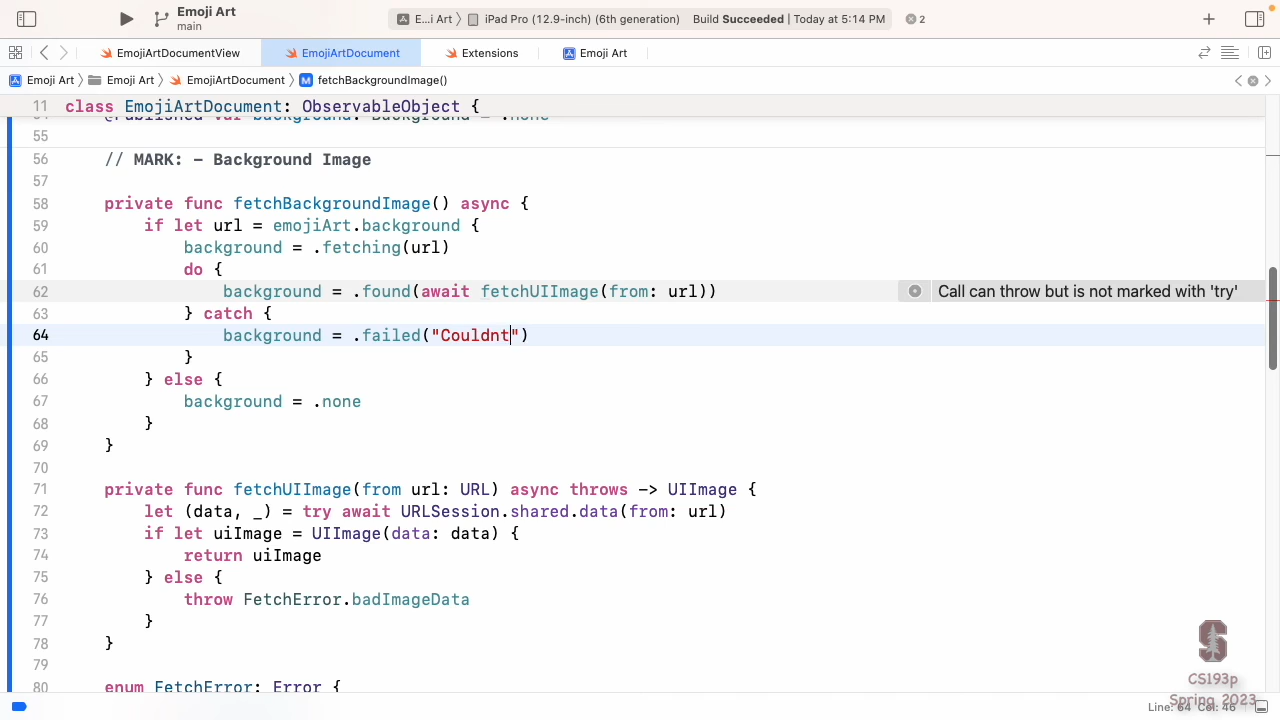 Emoji Art
main
E...i Art 〉 iPad Pro (12.9-inch) (6th generation) Build Succeeded | Today at 5:14 PM 2
EmojiArtDocumentView EmojiArtDocument Extensions Emoji Art
Emoji Art 〉 Emoji Art 〉 EmojiArtDocument 〉 M fetchBackgroundImage()
11 class EmojiArtDocument: ObservableObject {
54 @Published var background: Background = .none
55
56 // MARK: - Background Image
57
58 private func fetchBackgroundImage() async {
59 if let url = emojiArt.background {
60 background = .fetching(url)
61 do {
62 background = .found(await fetchUIImage(from: url)) Call can throw but is not marked with 'try'
63 } catch {
64 background = .failed("Couldnt")
65 }
66 } else {
67 background = .none
68 }
69 }
70
71 private func fetchUIImage(from url: URL) async throws -> UIImage {
72 let (data, _) = try await URLSession.shared.data(from: url)
73 if let uiImage = UIImage(data: data) {
74 return uiImage
75 } else {
76 throw FetchError.badImageData
77 }
78 }
79
80 enum FetchError: Error {
S
CS193p
Spring 2023
Line: 64 Col: 46